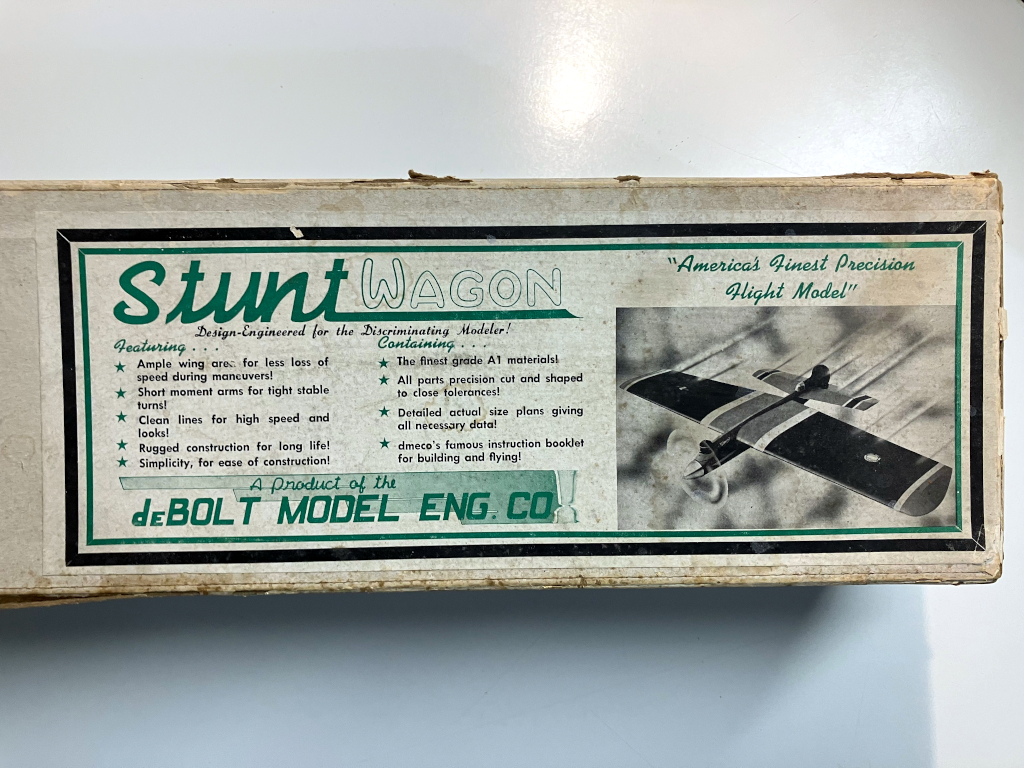 Stunt WAGON
Design-Engineered for the Discriminating Modeler!
Featuring . . .
Ample wing area for less loss of
speed during maneuvers!
Short moment arms for tight stable
turns!
Clean lines for high speed and
looks!
Rugged construction for long life!
Simplicity, for ease of construction!
Containing . . .
The finest grade A1 materials!
All parts precision cut and shaped
to close tolerances!
Detailed actual size plans giving
all necessary data!
dmeco's famous instruction booklet
for building and flying!
A product of the
deBOLT MODEL ENG. CO.
"America's Finest Precision
Flight Model"